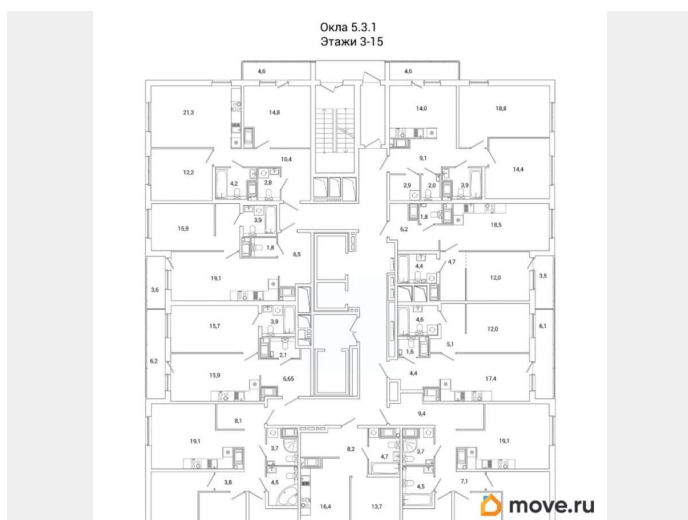 Окла 5.3.1
Этажи 3-15
4,6 4,6
21,3 14,8 14,0 18,8
10,4 9,1
12,2 4,2 2,8 2,9 2,0 3,9 14,4
15,9 3,9 1,8 18,5
1,8 8,5 6,2
19,1 4,4 4,7 12,0 3,5
3,6
15,7 3,9 4,6 12,0 6,1
2,1 1,6 5,1
6,2 15,9 6,65 4,4 17,4
8,1 9,4
19,1 3,7 8,2 4,7 3,7 19,1
3,8 4,5 4,5 7,1
16,4 13,7
move.ru